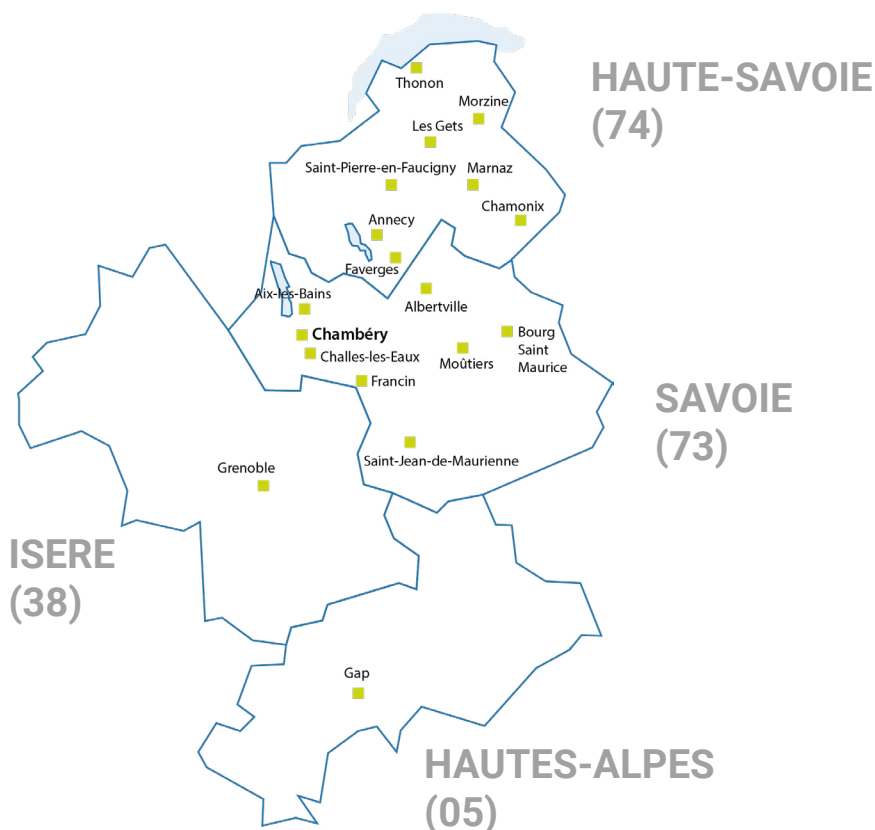 HAUTE-SAVOIE
(74)
Thonon
Morzine
Les Gets
Saint-Pierre-en-Faucigny
Marnaz
Chamonix
Annecy
Faverges
Aix-les-Bains
Albertville
Chambéry
Challes-les-Eaux
Bourg
Saint
Maurice
Moûtiers
Francin
SAVOIE
(73)
Saint-Jean-de-Maurienne
Grenoble
ISERE
(38)
Gap
HAUTES-ALPES
(05)